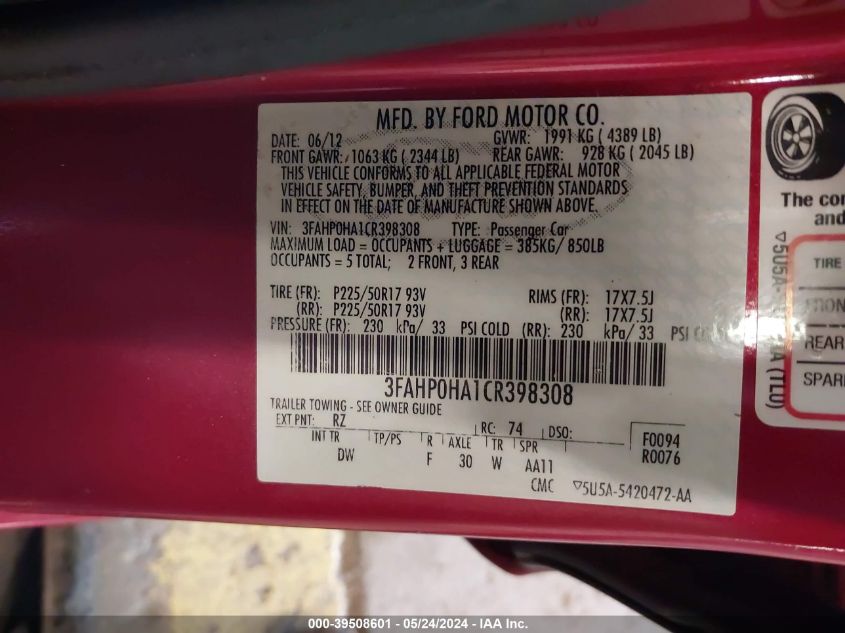 MFD. BY FORD MOTOR CO.
DATE: 06/12 GVWR: 1991 KG ( 4389 LB)
FRONT GAWR: 1063 KG ( 2344 LB) REAR GAWR: 928 KG ( 2045 LB)
THIS VEHICLE CONFORMS TO ALL APPLICABLE FEDERAL MOTOR
VEHICLE SAFETY, BUMPER, AND THEFT PREVENTION STANDARDS
IN EFFECT ON THE DATE OF MANUFACTURE SHOWN ABOVE.
VIN: 3FAHP0HA1CR398308 TYPE: Passenger Car
MAXIMUM LOAD = OCCUPANTS + LUGGAGE = 385KG/ 850LB
OCCUPANTS = 5 TOTAL; 2 FRONT, 3 REAR
TIRE (FR): P225/50R17 93V RIMS (FR): 17X7.5J
(RR): P225/50R17 93V (RR): 17X7.5J
PRESSURE (FR): 230 kPa/ 33 PSI COLD (RR): 230 kPa/ 33 PSI COLD
3FAHP0HA1CR398308
TRAILER TOWING - SEE OWNER GUIDE
EXT PNT: RZ RC: 74 DSO:
INT TR TP/PS R AXLE TR SPR F0094
DW F 30 W AA11 R0076
CMC ▽5U5A-5420472-AA
The
and
TIRE
FRONT
REAR
SPAR
▽5U5A-
A (TLU)
000-39508601 - 05/24/2024 - IAA Inc.